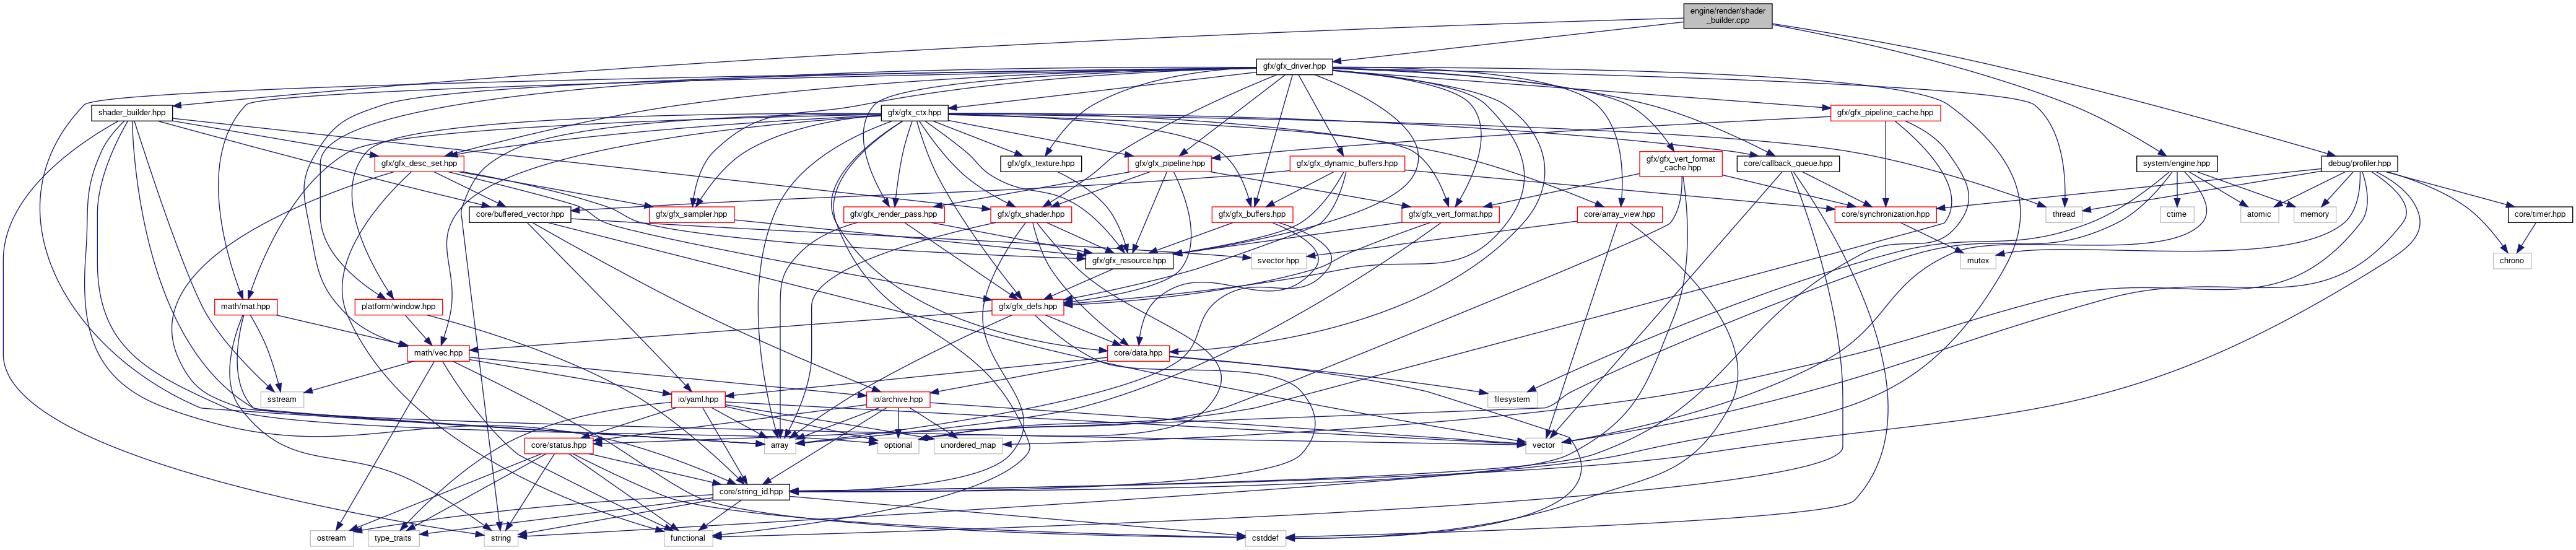 engine/render/shader
_builder.cpp
gfx/gfx_driver.hpp
shader_builder.hpp
gfx/gfx_ctx.hpp
gfx/gfx_pipeline_cache.hpp
gfx/gfx_desc_set.hpp
gfx/gfx_texture.hpp
gfx/gfx_pipeline.hpp
gfx/gfx_dynamic_buffers.hpp
gfx/gfx_vert_format
_cache.hpp
core/callback_queue.hpp
system/engine.hpp
debug/profiler.hpp
core/buffered_vector.hpp
gfx/gfx_sampler.hpp
gfx/gfx_render_pass.hpp
gfx/gfx_shader.hpp
gfx/gfx_buffers.hpp
gfx/gfx_vert_format.hpp
core/array_view.hpp
core/synchronization.hpp
thread
ctime
atomic
memory
core/timer.hpp
gfx/gfx_resource.hpp
svector.hpp
mutex
chrono
math/mat.hpp
platform/window.hpp
gfx/gfx_defs.hpp
math/vec.hpp
core/data.hpp
sstream
io/yaml.hpp
io/archive.hpp
filesystem
core/status.hpp
array
optional
unordered_map
vector
core/string_id.hpp
ostream
type_traits
string
functional
cstddef